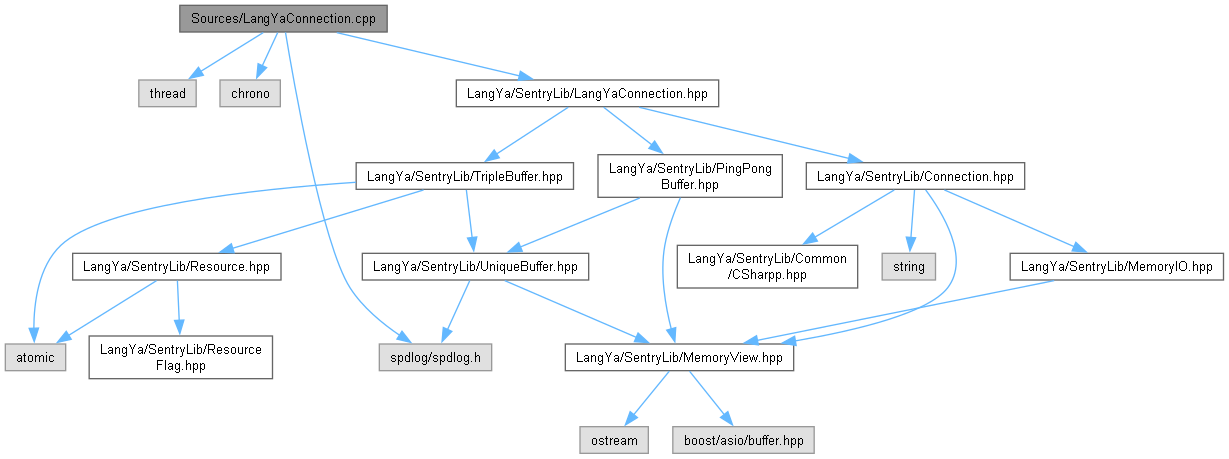 Sources/LangYaConnection.cpp
thread
chrono
LangYa/SentryLib/LangYaConnection.hpp
LangYa/SentryLib/TripleBuffer.hpp
LangYa/SentryLib/PingPong
Buffer.hpp
LangYa/SentryLib/Connection.hpp
LangYa/SentryLib/Resource.hpp
LangYa/SentryLib/UniqueBuffer.hpp
LangYa/SentryLib/Common
/CSharpp.hpp
string
LangYa/SentryLib/MemoryIO.hpp
atomic
LangYa/SentryLib/Resource
Flag.hpp
spdlog/spdlog.h
LangYa/SentryLib/MemoryView.hpp
ostream
boost/asio/buffer.hpp